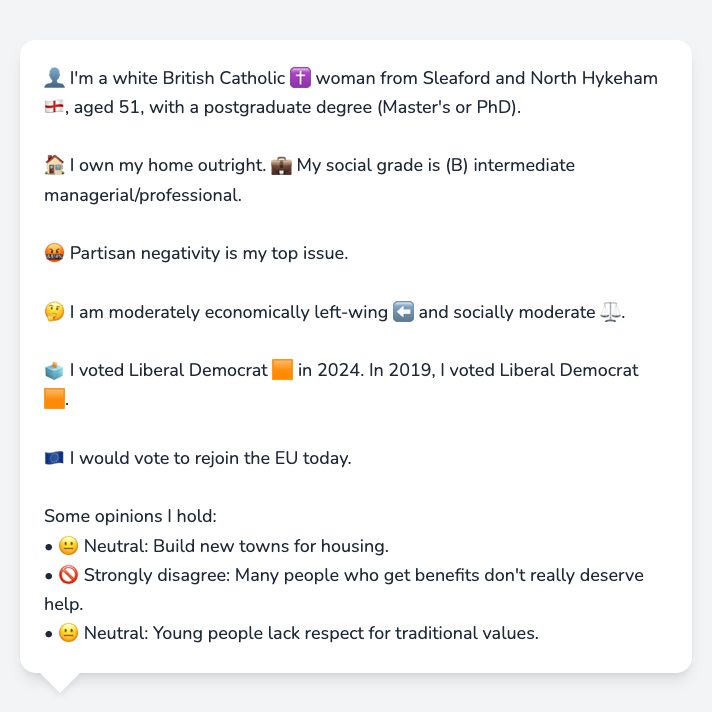 👤 I'm a white British Catholic ✝️ woman from Sleaford and North Hykeham
🏴󠁧󠁢󠁥󠁮󠁧󠁿, aged 51, with a postgraduate degree (Master's or PhD).
🏠 I own my home outright. 💼 My social grade is (B) intermediate
managerial/professional.
🤬 Partisan negativity is my top issue.
🤔 I am moderately economically left-wing ⬅️ and socially moderate ⚖️.
🗳️ I voted Liberal Democrat 🟧 in 2024. In 2019, I voted Liberal Democrat
🟧.
🇪🇺 I would vote to rejoin the EU today.
Some opinions I hold:
• 😐 Neutral: Build new towns for housing.
• 🚫 Strongly disagree: Many people who get benefits don't really deserve
help.
• 😐 Neutral: Young people lack respect for traditional values.